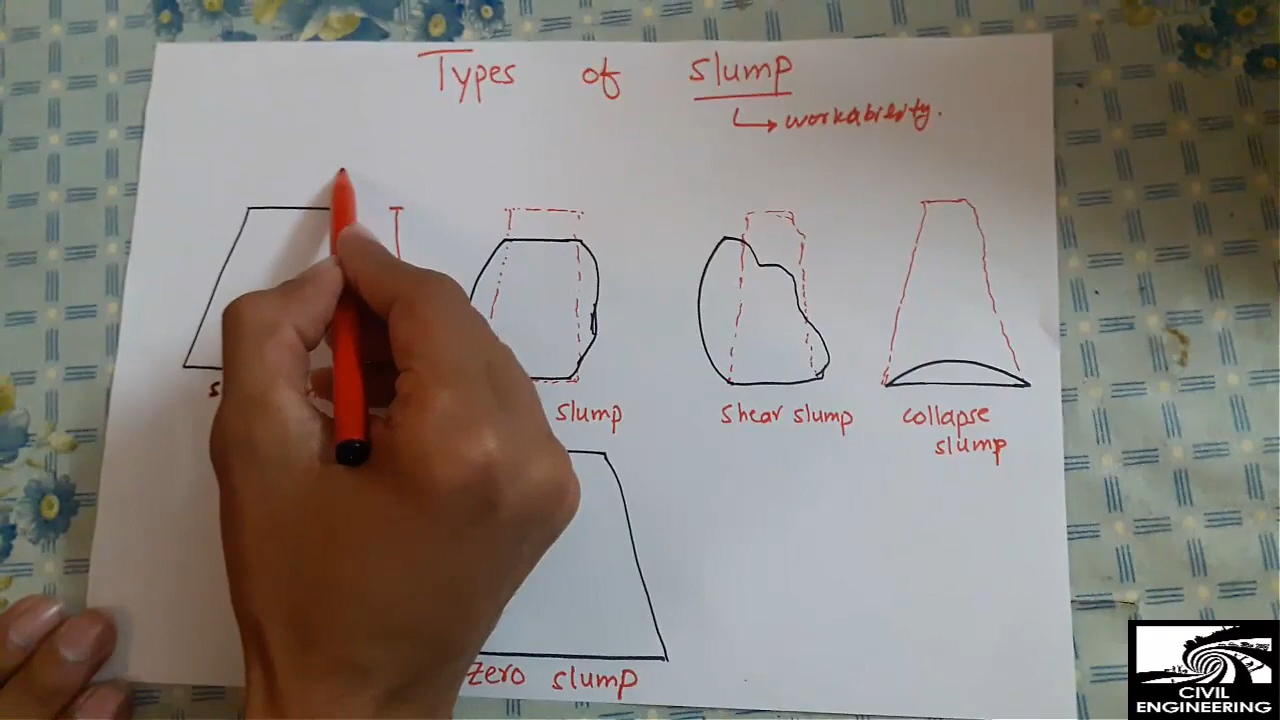 Types of slump
workability.
slump
shear slump
collapse
slump
Zero slump
CIVIL
ENGINEERING